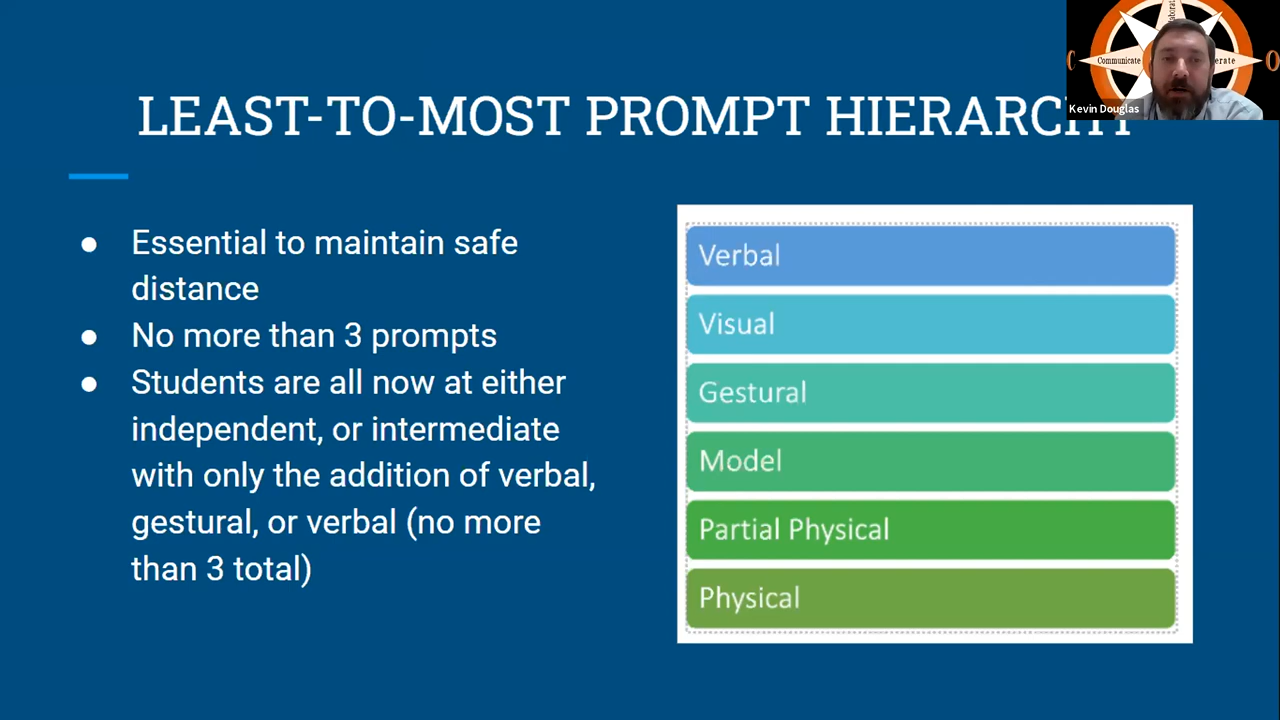 LEAST-TO-MOST PROMPT HIERARCHY
Communicate
Kevin Douglas
● Essential to maintain safe
distance
● No more than 3 prompts
● Students are all now at either
independent, or intermediate
with only the addition of verbal,
gestural, or verbal (no more
than 3 total)
Verbal
Visual
Gestural
Model
Partial Physical
Physical